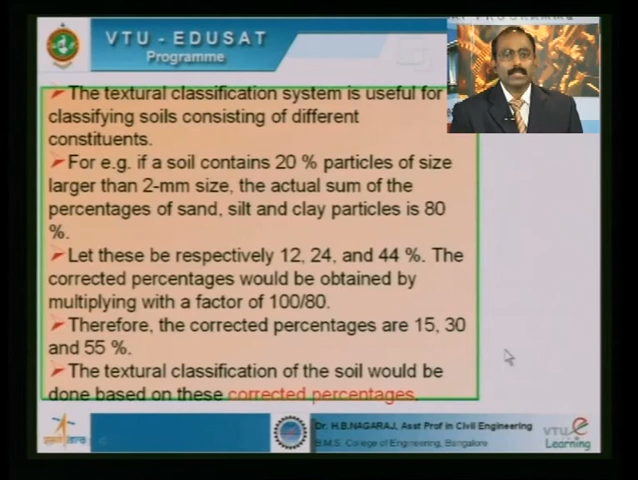 VTU - EDUSAT
Programme
➢The textural classification system is useful for
classifying soils consisting of different
constituents.
➢For e.g. if a soil contains 20 % particles of size
larger than 2-mm size, the actual sum of the
percentages of sand, silt and clay particles is 80
%.
➢Let these be respectively 12, 24, and 44 %. The
corrected percentages would be obtained by
multiplying with a factor of 100/80.
➢Therefore, the corrected percentages are 15, 30
and 55 %.
➢The textural classification of the soil would be
done based on these corrected percentages.
Dr. H.B.NAGARAJ, Asst Prof in Civil Engineering
B.M.S. College of Engineering, Bangalore
VTU e
Learning